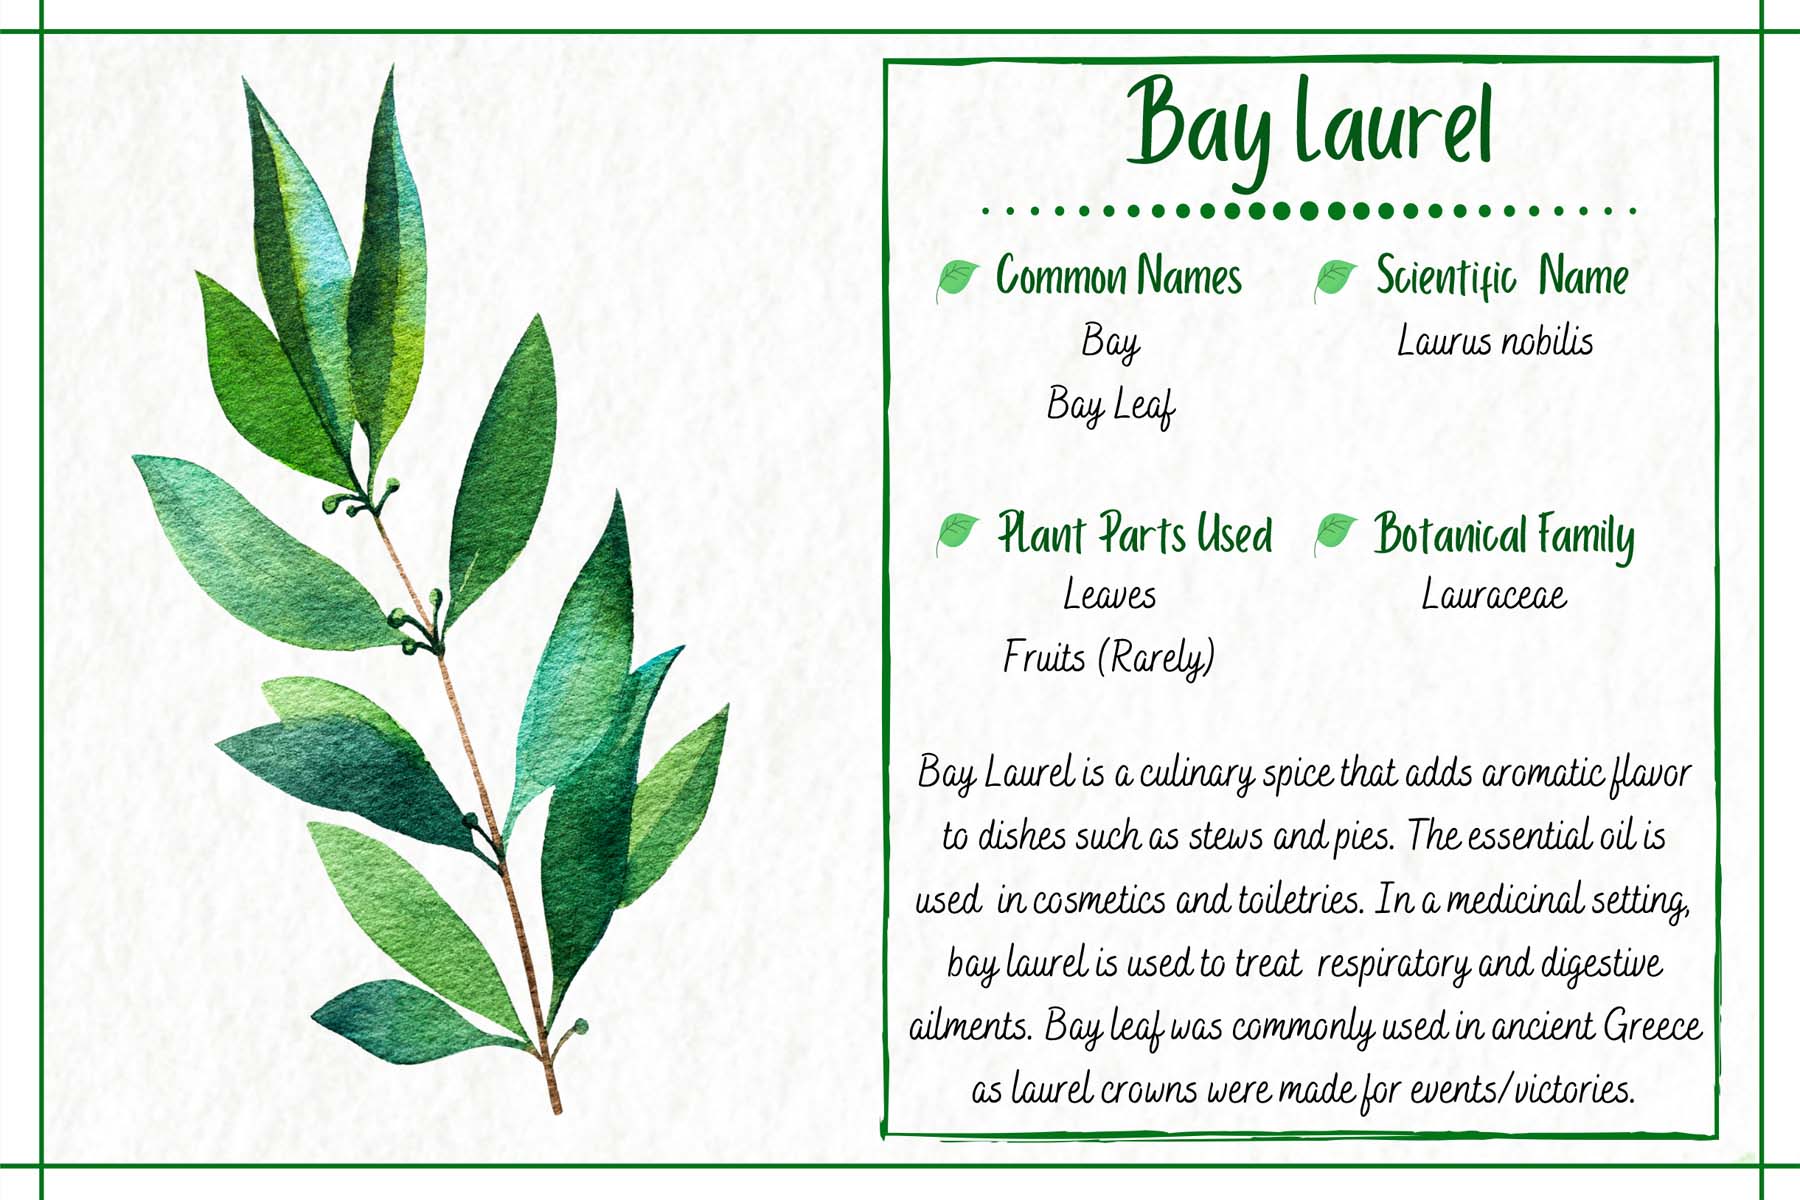 Bay Laurel
Common Names
Bay
Bay Leaf
Scientific Name
Laurus nobilis
Plant Parts Used
Leaves
Fruits (Rarely)
Botanical Family
Lauraceae
Bay Laurel is a culinary spice that adds aromatic flavor
to dishes such as stews and pies. The essential oil is
used in cosmetics and toiletries. In a medicinal setting,
bay laurel is used to treat respiratory and digestive
ailments. Bay leaf was commonly used in ancient Greece
as laurel crowns were made for events/victories.